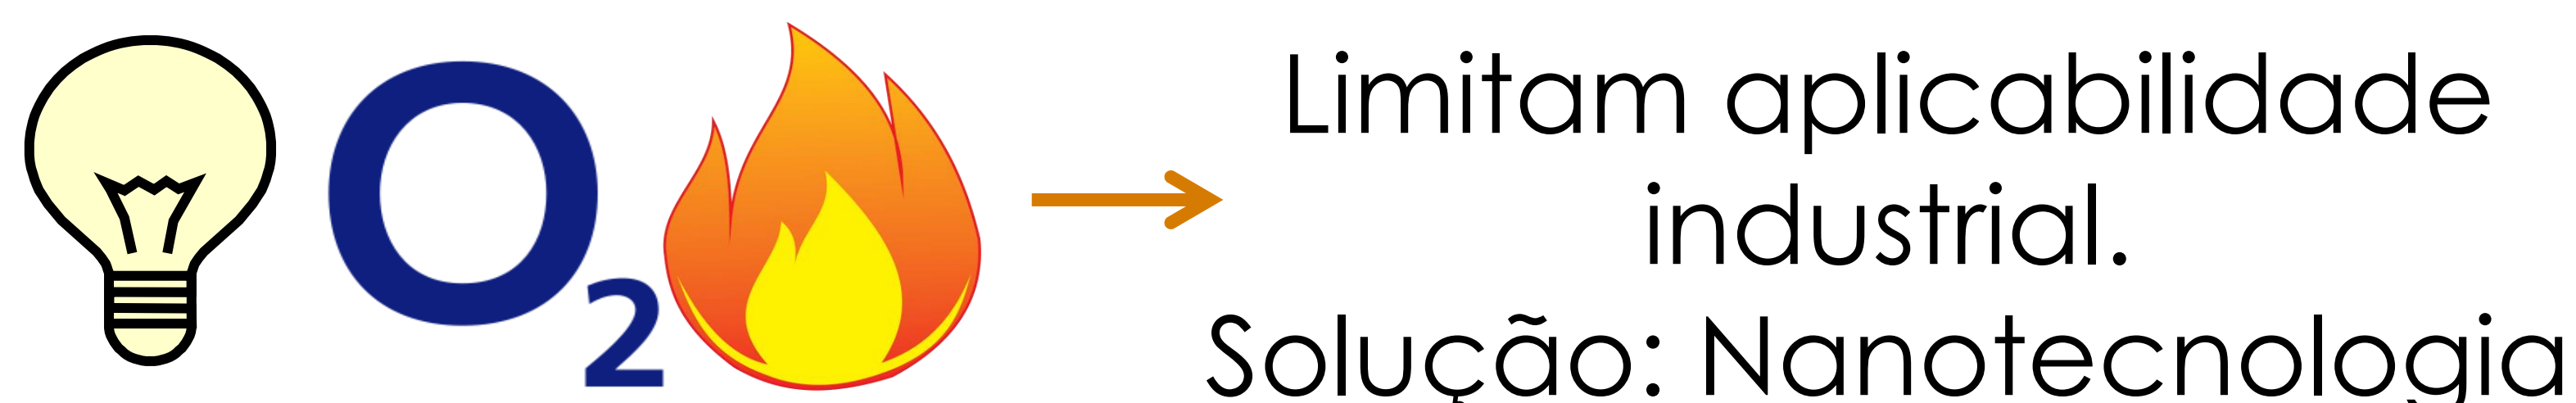 O₂
Limitam aplicabilidade
industrial.
Solução: Nanotecnologia